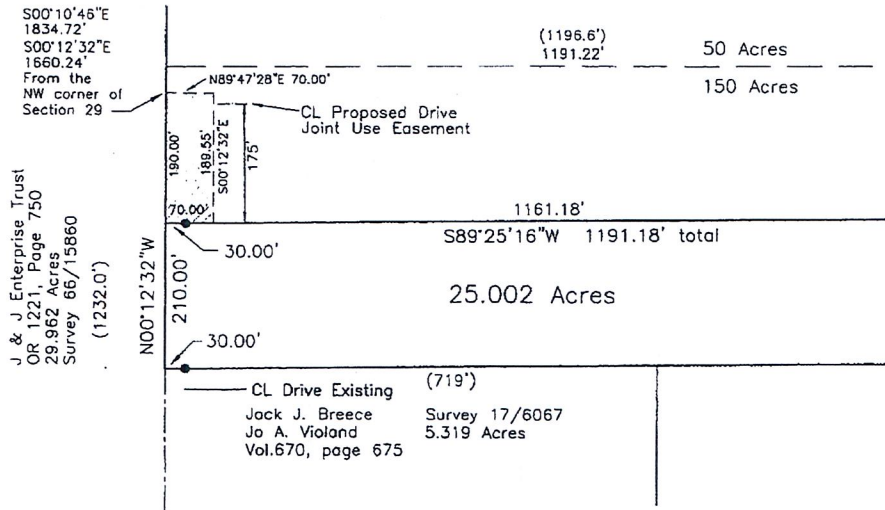 S00°10'46"E
1834.72'
S00°12'32"E
1660.24'
From the
NW corner of
Section 29
(1196.6')
1191.22'
50 Acres
150 Acres
N89°47'28"E 70.00'
CL Proposed Drive
Joint Use Easement
190.00'
189.55'
S00°12'32"E
175'
70.00'
1161.18'
30.00'
S89°25'16"W 1191.18' total
J & J Enterprise Trust
OR 1221, Page 750
29.962 Acres
Survey 66/15860
(1232.0')
N00°12'32"W
210.00'
25.002 Acres
30.00'
CL Drive Existing
(719')
Jack J. Breece
Jo A. Violand
Vol.670, page 675
Survey 17/6067
5.319 Acres